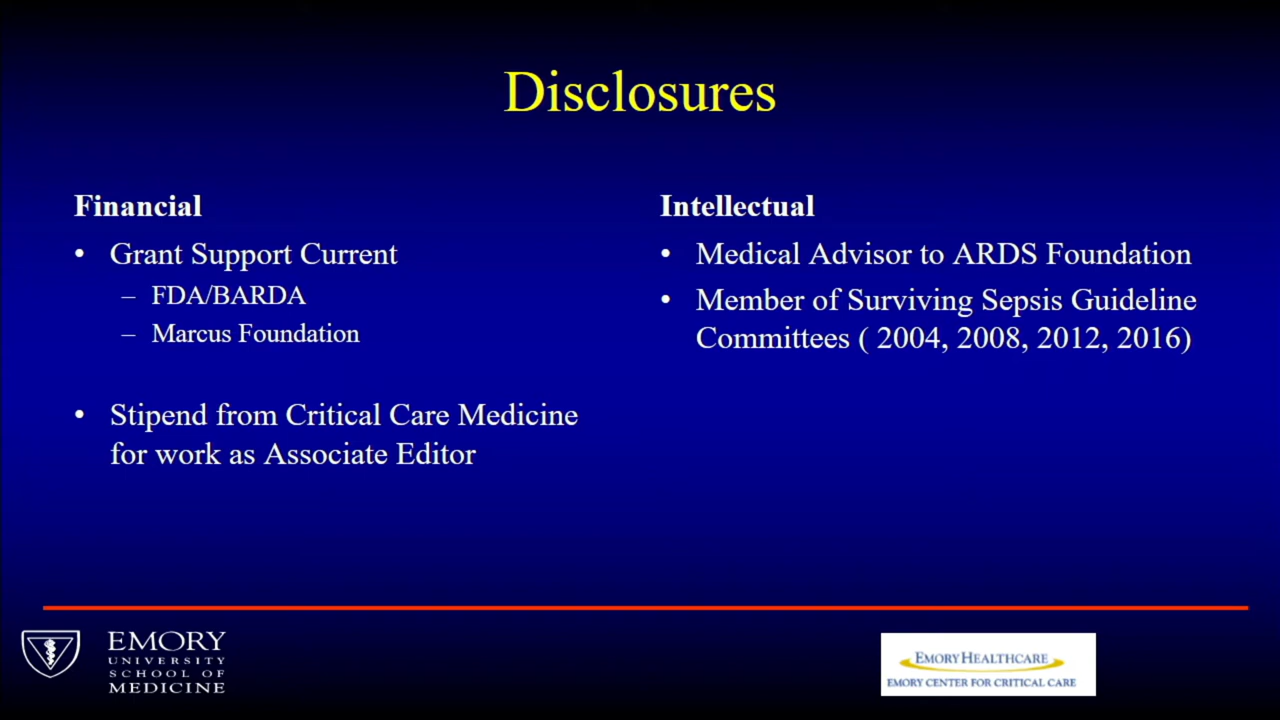 Disclosures
Financial
• Grant Support Current
– FDA/BARDA
– Marcus Foundation
• Stipend from Critical Care Medicine
for work as Associate Editor
Intellectual
• Medical Advisor to ARDS Foundation
• Member of Surviving Sepsis Guideline
Committees ( 2004, 2008, 2012, 2016)
EMORY
UNIVERSITY
SCHOOL OF
MEDICINE
EMORY HEALTHCARE
EMORY CENTER FOR CRITICAL CARE